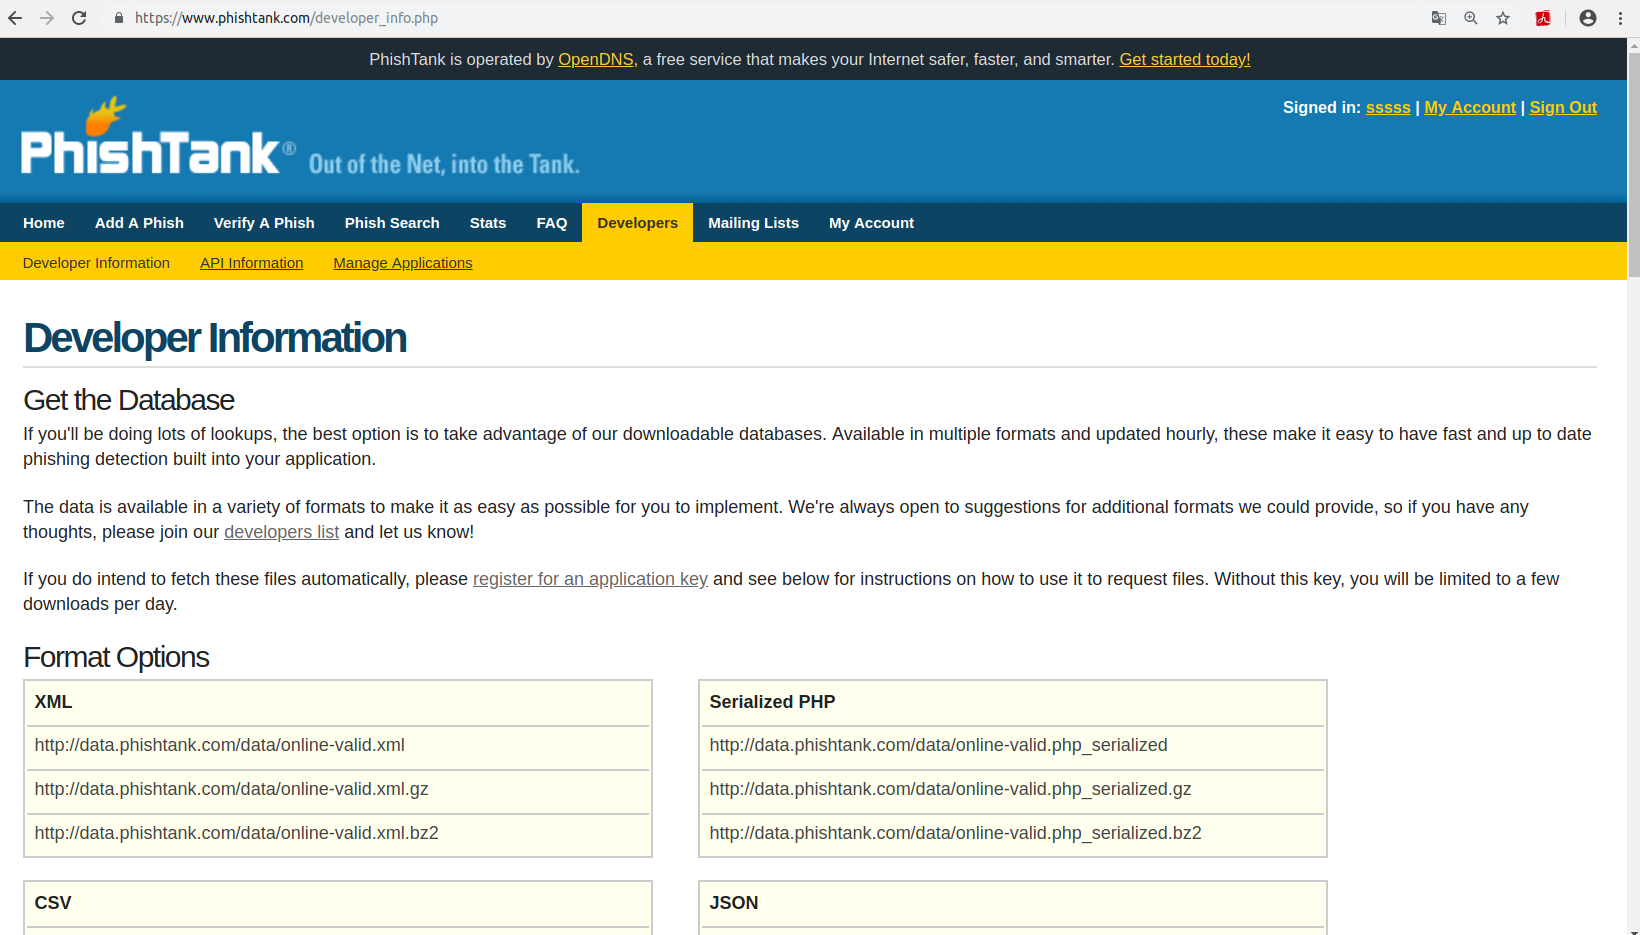 https://www.phishtank.com/developer_info.php
PhishTank is operated by OpenDNS, a free service that makes your Internet safer, faster, and smarter. Get started today!
Signed in: sssss | My Account | Sign Out
PhishTank® Out of the Net, into the Tank.
Home Add A Phish Verify A Phish Phish Search Stats FAQ Developers Mailing Lists My Account
Developer Information API Information Manage Applications
Developer Information
Get the Database
If you'll be doing lots of lookups, the best option is to take advantage of our downloadable databases. Available in multiple formats and updated hourly, these make it easy to have fast and up to date
phishing detection built into your application.
The data is available in a variety of formats to make it as easy as possible for you to implement. We're always open to suggestions for additional formats we could provide, so if you have any
thoughts, please join our developers list and let us know!
If you do intend to fetch these files automatically, please register for an application key and see below for instructions on how to use it to request files. Without this key, you will be limited to a few
downloads per day.
Format Options
XML
http://data.phishtank.com/data/online-valid.xml
http://data.phishtank.com/data/online-valid.xml.gz
http://data.phishtank.com/data/online-valid.xml.bz2
Serialized PHP
http://data.phishtank.com/data/online-valid.php_serialized
http://data.phishtank.com/data/online-valid.php_serialized.gz
http://data.phishtank.com/data/online-valid.php_serialized.bz2
CSV
JSON